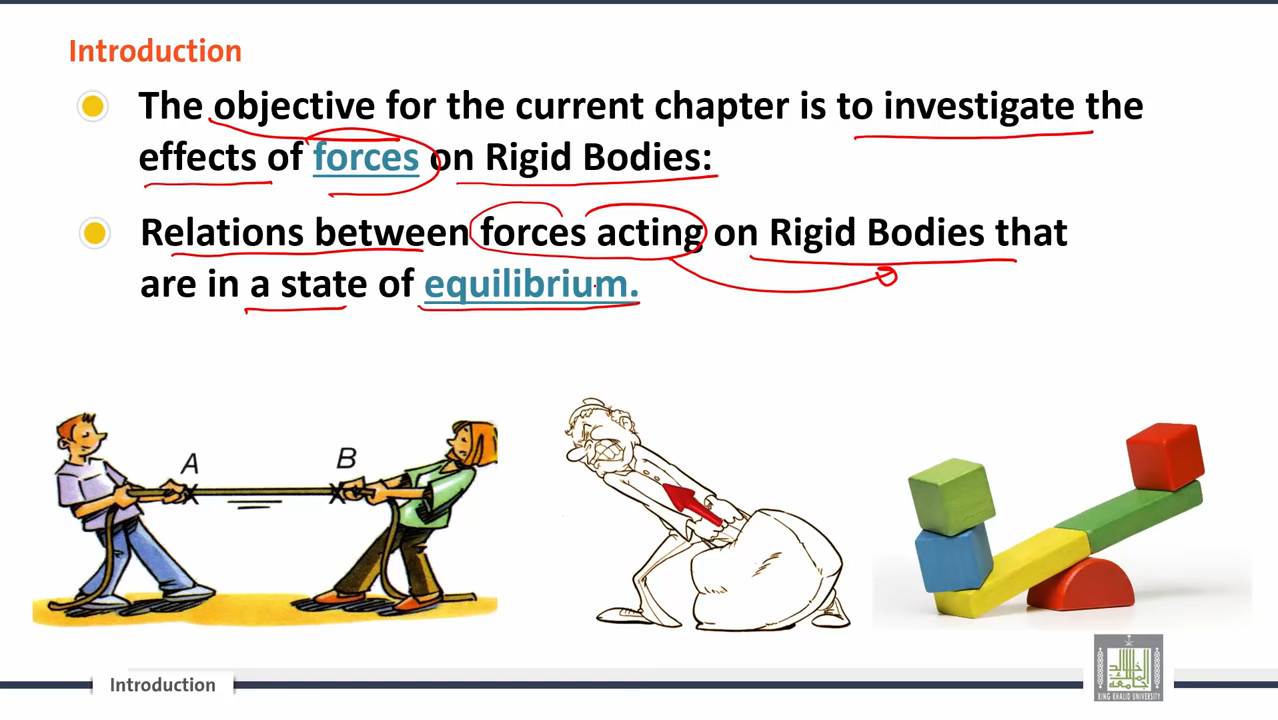 Introduction
The objective for the current chapter is to investigate the
effects of forces on Rigid Bodies:
Relations between forces acting on Rigid Bodies that
are in a state of equilibrium.
A
B
Introduction
KING KHALID UNIVERSITY